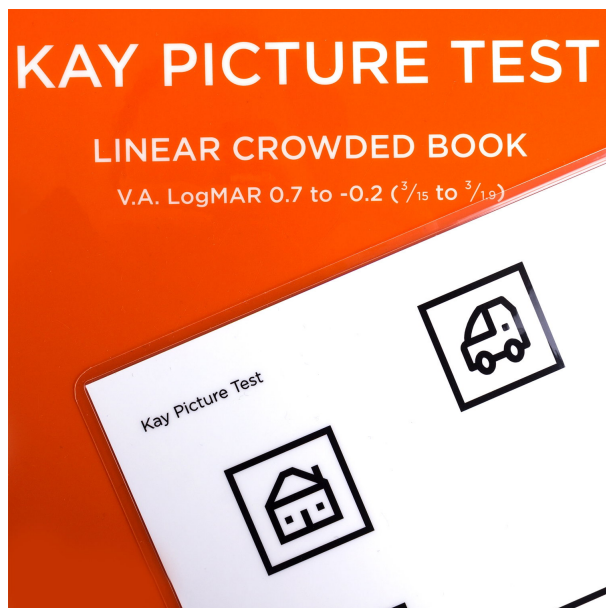 KAY PICTURE TEST
LINEAR CROWDED BOOK
V.A. LogMAR 0.7 to -0.2 (3/15 to 3/1.9)
Kay Picture Test